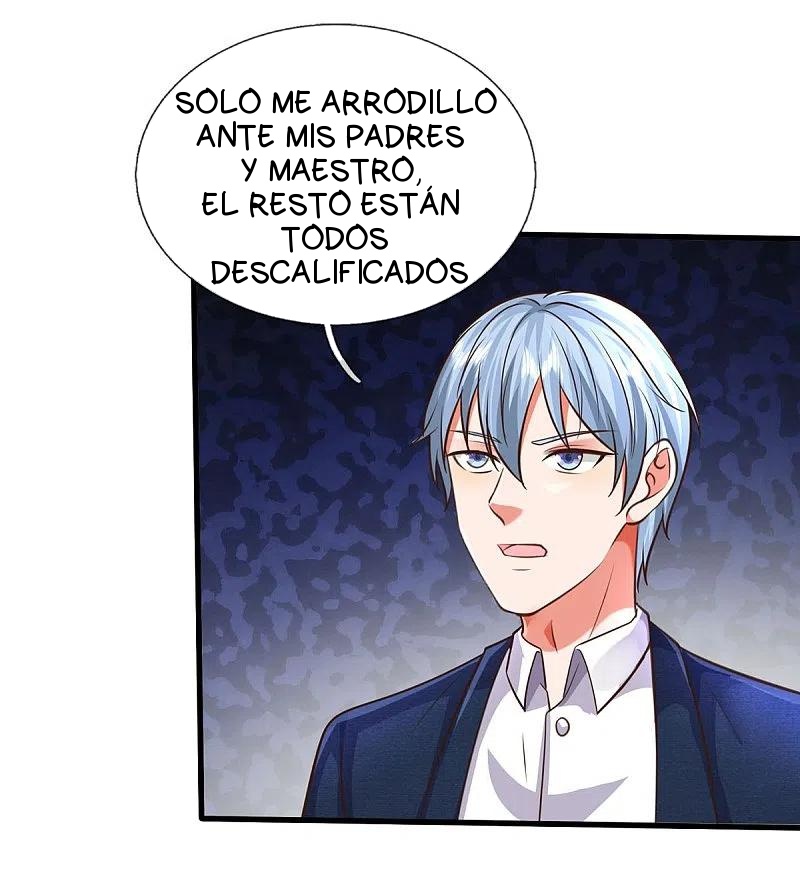 SOLO ME ARRODILLO
ANTE MIS PADRES
Y MAESTRO,
EL RESTO ESTÁN
TODOS
DESCALIFICADOS